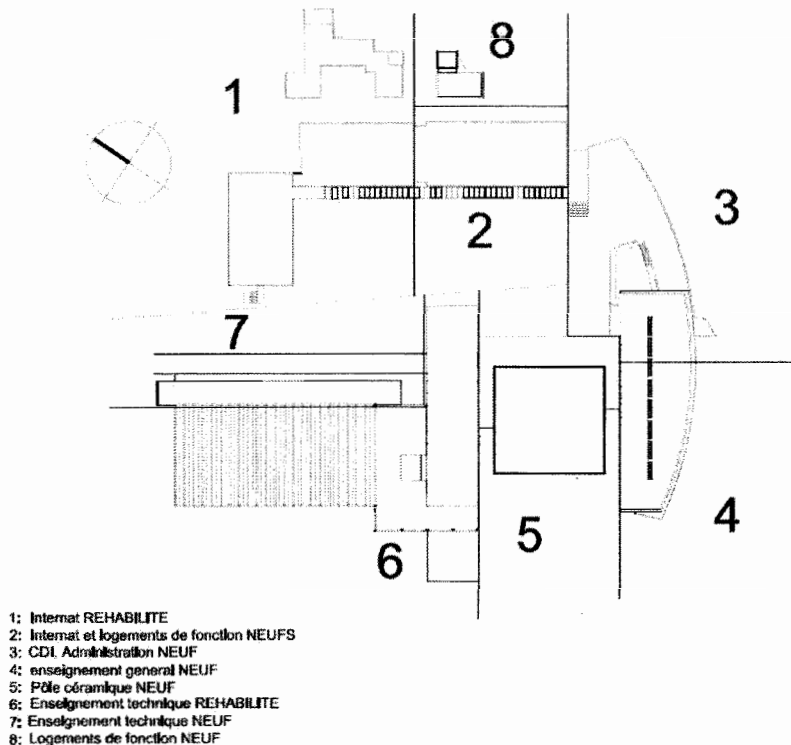 8
1
3
2
7
4
5
6
1: Internat REHABILITE
2: Internat et logements de fonction NEUFS
3: CDI, Administration NEUF
4: enseignement general NEUF
5: Pôle céramique NEUF
6: Enseignement technique REHABILITE
7: Enseignement technique NEUF
8: Logements de fonction NEUF